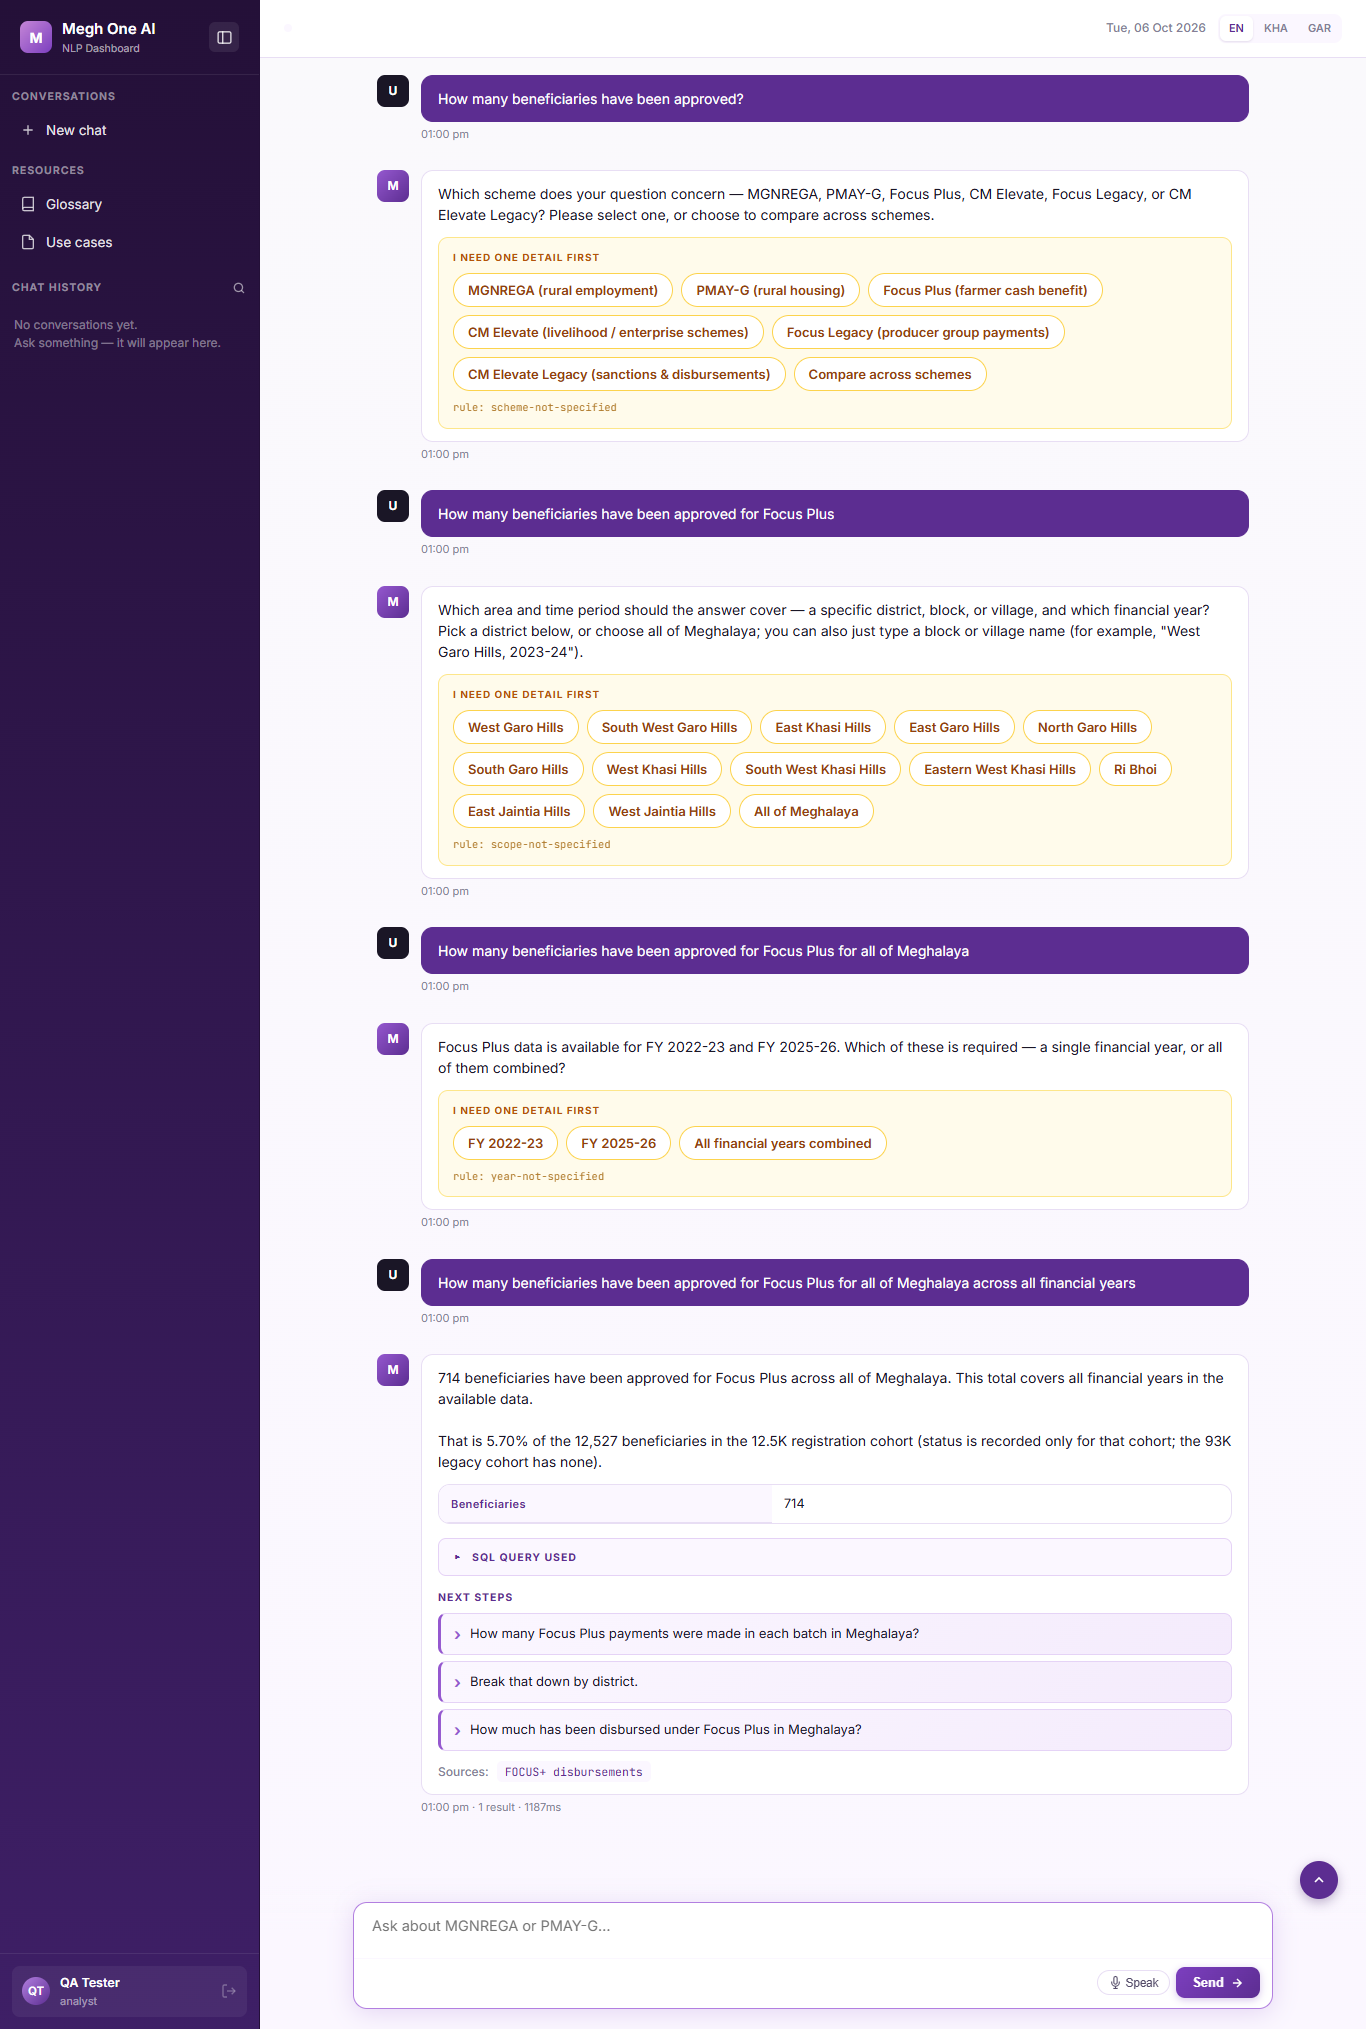 M
Megh One AI
NLP Dashboard
CONVERSATIONS
+ New chat
RESOURCES
Glossary
Use cases
CHAT HISTORY
No conversations yet.
Ask something — it will appear here.
QT
QA Tester
analyst
Tue, 06 Oct 2026
EN KHA GAR
U
How many beneficiaries have been approved?
01:00 pm
M
Which scheme does your question concern — MGNREGA, PMAY-G, Focus Plus, CM Elevate, Focus Legacy, or CM
Elevate Legacy? Please select one, or choose to compare across schemes.
I NEED ONE DETAIL FIRST
MGNREGA (rural employment) PMAY-G (rural housing) Focus Plus (farmer cash benefit)
CM Elevate (livelihood / enterprise schemes) Focus Legacy (producer group payments)
CM Elevate Legacy (sanctions & disbursements) Compare across schemes
rule: scheme-not-specified
01:00 pm
U
How many beneficiaries have been approved for Focus Plus
01:00 pm
M
Which area and time period should the answer cover — a specific district, block, or village, and which financial year?
Pick a district below, or choose all of Meghalaya; you can also just type a block or village name (for example, "West
Garo Hills, 2023-24").
I NEED ONE DETAIL FIRST
West Garo Hills South West Garo Hills East Khasi Hills East Garo Hills North Garo Hills
South Garo Hills West Khasi Hills South West Khasi Hills Eastern West Khasi Hills Ri Bhoi
East Jaintia Hills West Jaintia Hills All of Meghalaya
rule: scope-not-specified
01:00 pm
U
How many beneficiaries have been approved for Focus Plus for all of Meghalaya
01:00 pm
M
Focus Plus data is available for FY 2022-23 and FY 2025-26. Which of these is required — a single financial year, or all
of them combined?
I NEED ONE DETAIL FIRST
FY 2022-23 FY 2025-26 All financial years combined
rule: year-not-specified
01:00 pm
U
How many beneficiaries have been approved for Focus Plus for all of Meghalaya across all financial years
01:00 pm
M
714 beneficiaries have been approved for Focus Plus across all of Meghalaya. This total covers all financial years in the
available data.
That is 5.70% of the 12,527 beneficiaries in the 12.5K registration cohort (status is recorded only for that cohort; the 93K
legacy cohort has none).
Beneficiaries 714
SQL QUERY USED
NEXT STEPS
How many Focus Plus payments were made in each batch in Meghalaya?
Break that down by district.
How much has been disbursed under Focus Plus in Meghalaya?
Sources: FOCUS+ disbursements
01:00 pm · 1 result · 1187ms
Ask about MGNREGA or PMAY-G...
Speak Send →